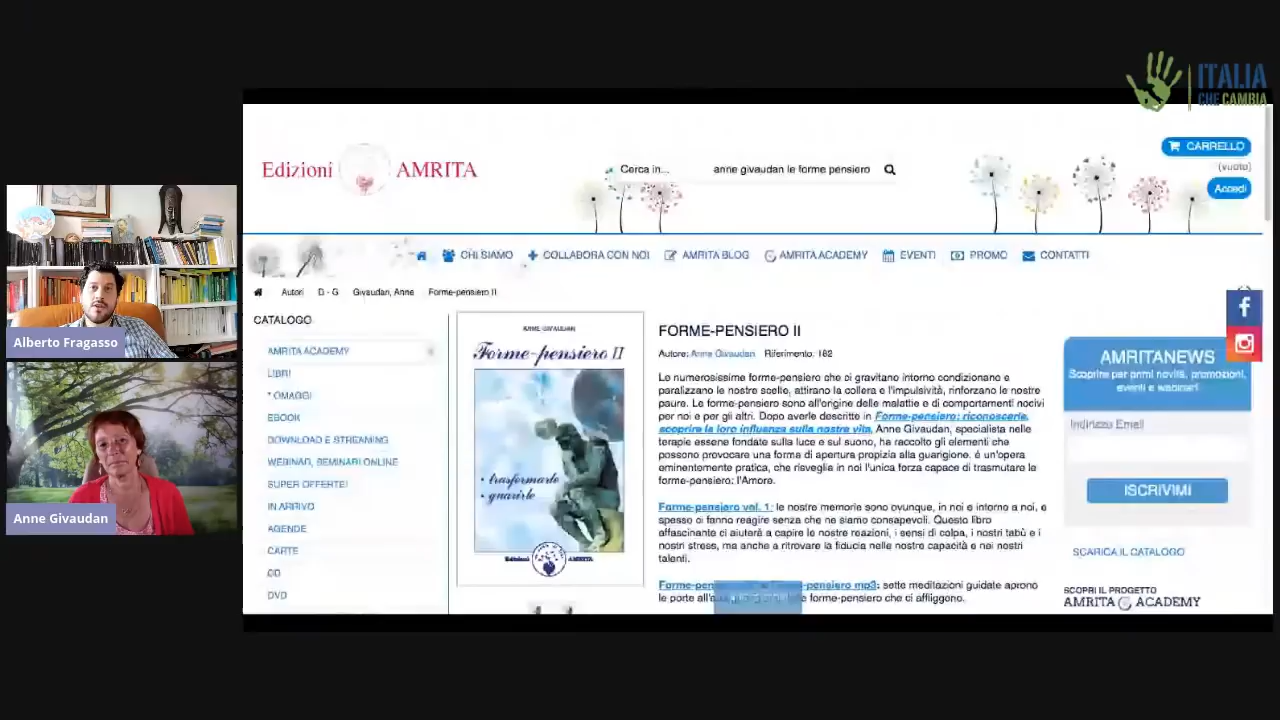 ITALIA
CHE CAMBIA
Edizioni AMRITA
Cerca in... anne givaudan le forme pensiero
CARRELLO
(vuoto)
Accedi
CHI SIAMO COLLABORA CON NOI AMRITA BLOG AMRITA ACADEMY EVENTI PROMO CONTATTI
Autori D - G Givaudan, Anne Forme-pensiero II
CATALOGO
AMRITA ACADEMY
LIBRI
* OMAGGI
EBOOK
DOWNLOAD E STREAMING
WEBINAR, SEMINARI ONLINE
SUPER OFFERTE!
IN ARRIVO
AGENDE
CARTE
CD
DVD
ANNE GIVAUDAN
Forme-pensiero II
• trasformarle
• guarirle
Edizioni AMRITA
FORME-PENSIERO II
Autore: Anne Givaudan Riferimento, 182
Le numerosissime forme-pensiero che ci gravitano intorno condizionano e
paralizzano le nostre scelte, attirano la collera e l'impulsività, rinforzano le nostre
paure. Le forme-pensiero sono all'origine delle malattie e di comportamenti nocivi
per noi e per gli altri. Dopo averle descritte in Forme-pensiero: riconoscerle,
scoprire la loro influenza sulla nostra vita, Anne Givaudan, specialista nelle
terapie essene fondate sulla luce e sul suono, ha raccolto gli elementi che
possono provocare una forma di apertura propizia alla guarigione. é un'opera
eminentemente pratica, che risveglia in noi l'unica forza capace di trasmutare le
forme-pensiero: l'Amore.
Forme-pensiero vol. 1: le nostre memorie sono ovunque, in noi e intorno a noi, e
spesso ci fanno reagire senza che ne siamo consapevoli. Questo libro
affascinante ci aiuterà a capire le nostre reazioni, i sensi di colpa, i nostri tabù e i
nostri stress, ma anche a ritrovare la fiducia nelle nostre capacità e nei nostri
talenti.
-pensiero mp3: sette meditazioni guidate aprono
le porte forme-pensiero che ci affliggono.
AMRITANEWS
Scoprire per primi novità, promozioni,
eventi e webinar!
Indirizzo Email
ISCRIVIMI
SCARICA IL CATALOGO
SCOPRI IL PROGETTO
AMRITA ACADEMY
Alberto Fragasso
Anne Givaudan